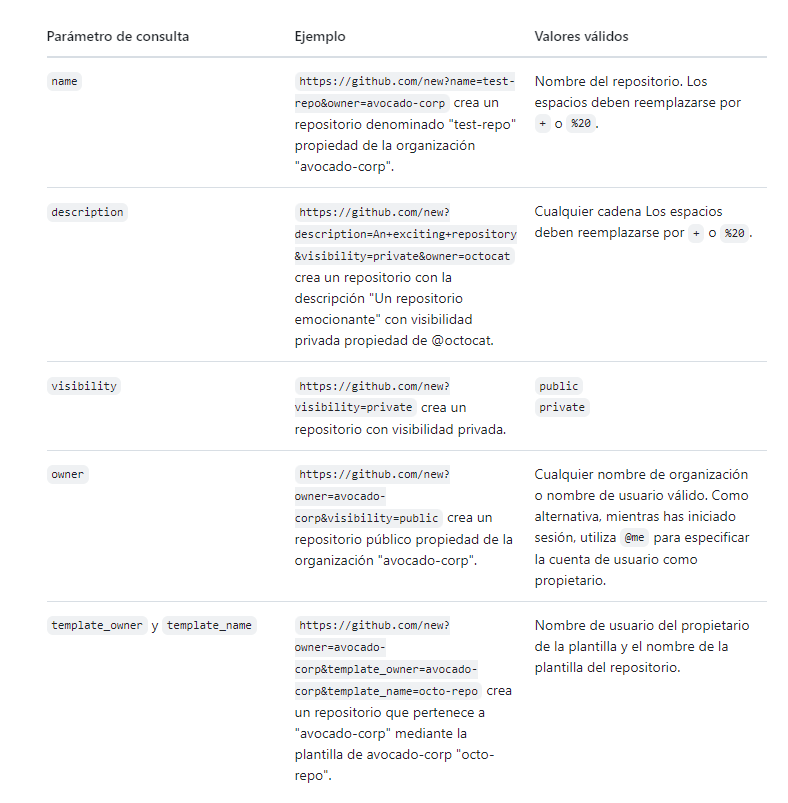 Parámetro de consulta
Ejemplo
Valores válidos
name
https://github.com/new?name=test-
repo&owner=avocado-corp crea un
repositorio denominado "test-repo"
propiedad de la organización
"avocado-corp".
Nombre del repositorio. Los
espacios deben reemplazarse por
+ o %20 .
description
https://github.com/new?
description=An+exciting+repository
&visibility=private&owner=octocat
crea un repositorio con la
descripción "Un repositorio
emocionante" con visibilidad
privada propiedad de @octocat.
Cualquier cadena Los espacios
deben reemplazarse por + o %20 .
visibility
https://github.com/new?
visibility=private crea un
repositorio con visibilidad privada.
public
private
owner
https://github.com/new?
owner=avocado-
corp&visibility=public crea un
repositorio público propiedad de la
organización "avocado-corp".
Cualquier nombre de organización
o nombre de usuario válido. Como
alternativa, mientras has iniciado
sesión, utiliza @me para especificar
la cuenta de usuario como
propietario.
template_owner y template_name
https://github.com/new?
owner=avocado-
corp&template_owner=avocado-
corp&template_name=octo-repo crea
un repositorio que pertenece a
"avocado-corp" mediante la
plantilla de avocado-corp "octo-
repo".
Nombre de usuario del propietario
de la plantilla y el nombre de la
plantilla del repositorio.